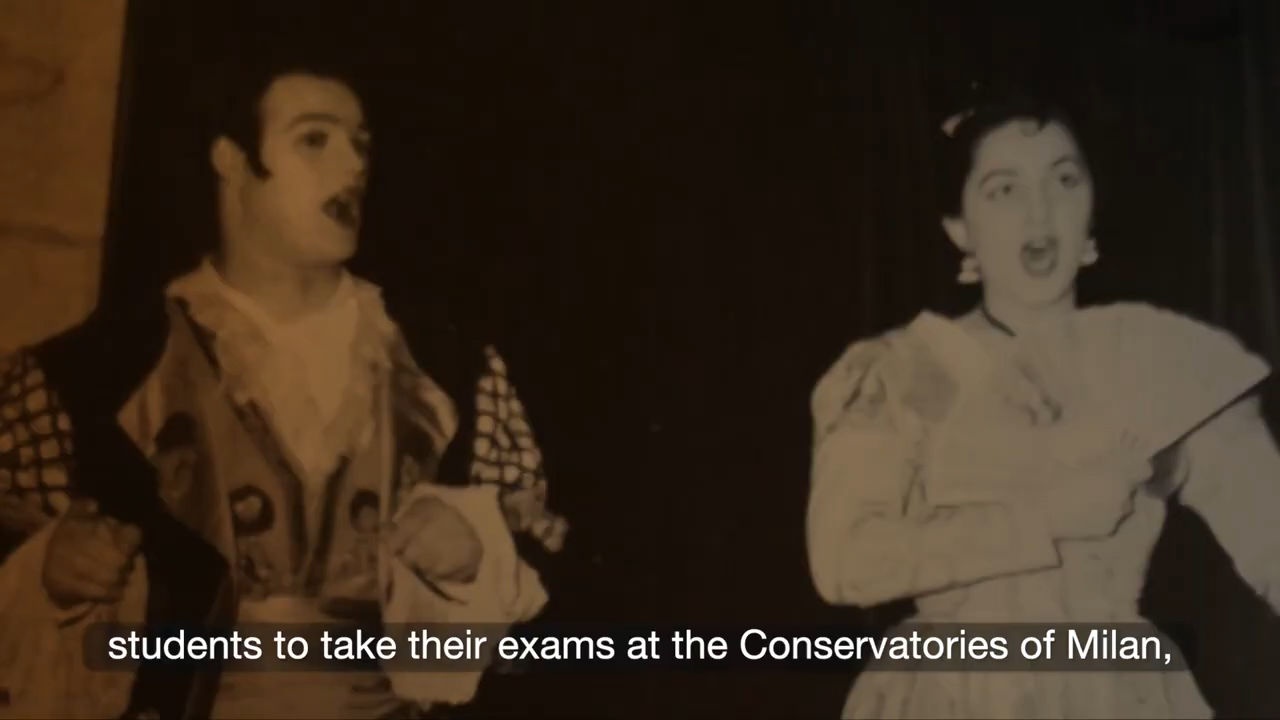 students to take their exams at the Conservatories of Milan,